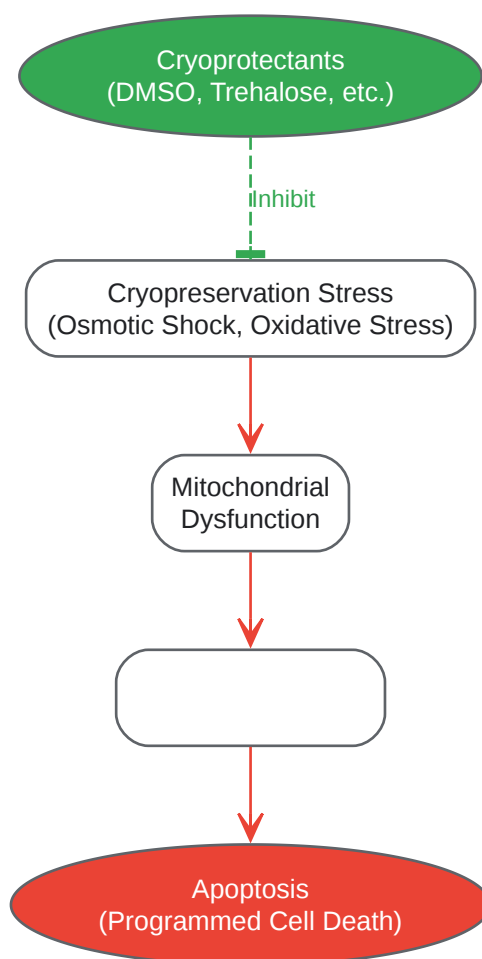 Cryoprotectants
(DMSO, Trehalose, etc.)
Inhibit
Cryopreservation Stress
(Osmotic Shock, Oxidative Stress)
Mitochondrial
Dysfunction
Apoptosis
(Programmed Cell Death)